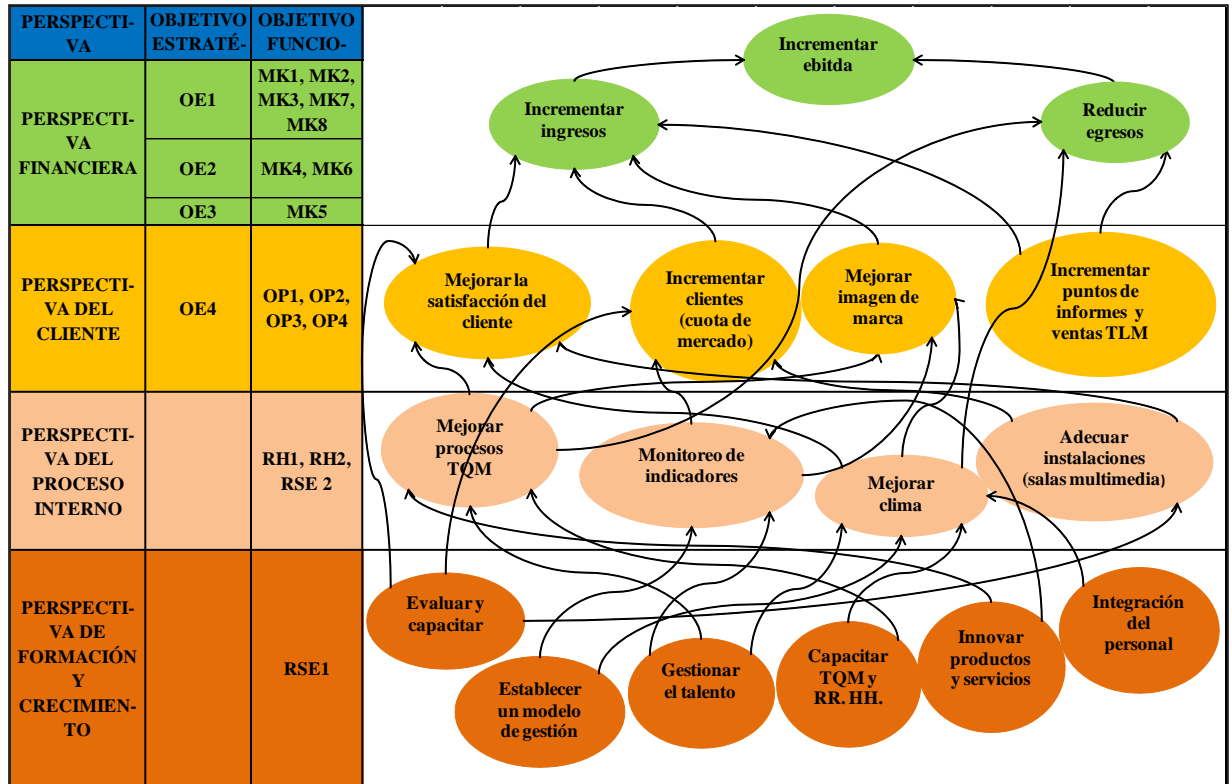 PERSPECTI-
VA
OBJETIVO
ESTRATÉ-
OBJETIVO
FUNCIO-
PERSPECTI-
VA
FINANCIERA
OE1
MK1, MK2,
MK3, MK7,
MK8
OE2
MK4, MK6
OE3
MK5
Incrementar
ebitda
Incrementar
ingresos
Reducir
egresos
PERSPECTI-
VA DEL
CLIENTE
OE4
OP1, OP2,
OP3, OP4
Mejorar la
satisfacción del
cliente
Incrementar
clientes
(cuota de
mercado)
Mejorar
imagen de
marca
Incrementar
puntos de
informes y
ventas TLM
PERSPECTI-
VA DEL
PROCESO
INTERNO
RH1, RH2,
RSE 2
Mejorar
procesos
TQM
Monitoreo de
indicadores
Mejorar
clima
Adecuar
instalaciones
(salas multimedia)
PERSPECTI-
VA DE
FORMACIÓN
Y
CRECIMIEN-
TO
RSE1
Evaluar y
capacitar
Establecer
un modelo
de gestión
Gestionar
el talento
Capacitar
TQM y
RR. HH.
Innovar
productos
y servicios
Integración
del
personal